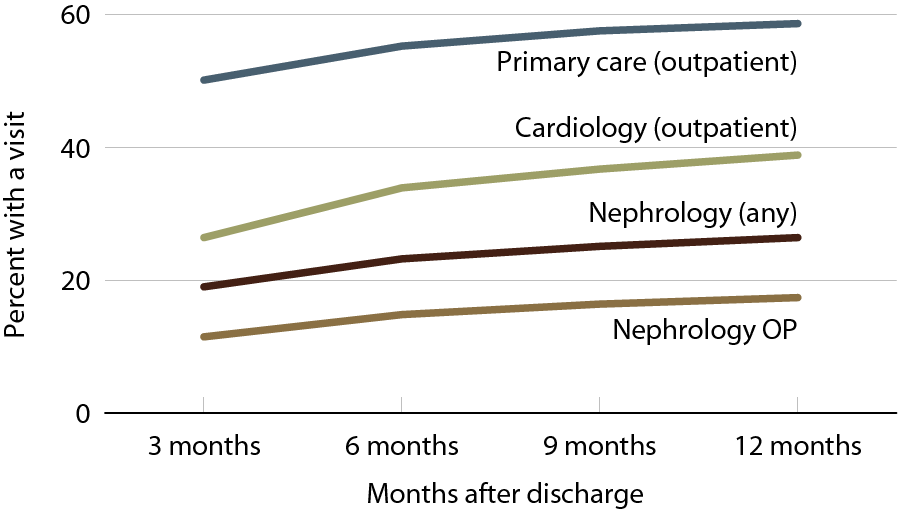 60
Primary care (outpatient)
Cardiology (outpatient)
40
Nephrology (any)
20
Nephrology OP
0
Percent with a visit
3 months
6 months
9 months
12 months
Months after discharge